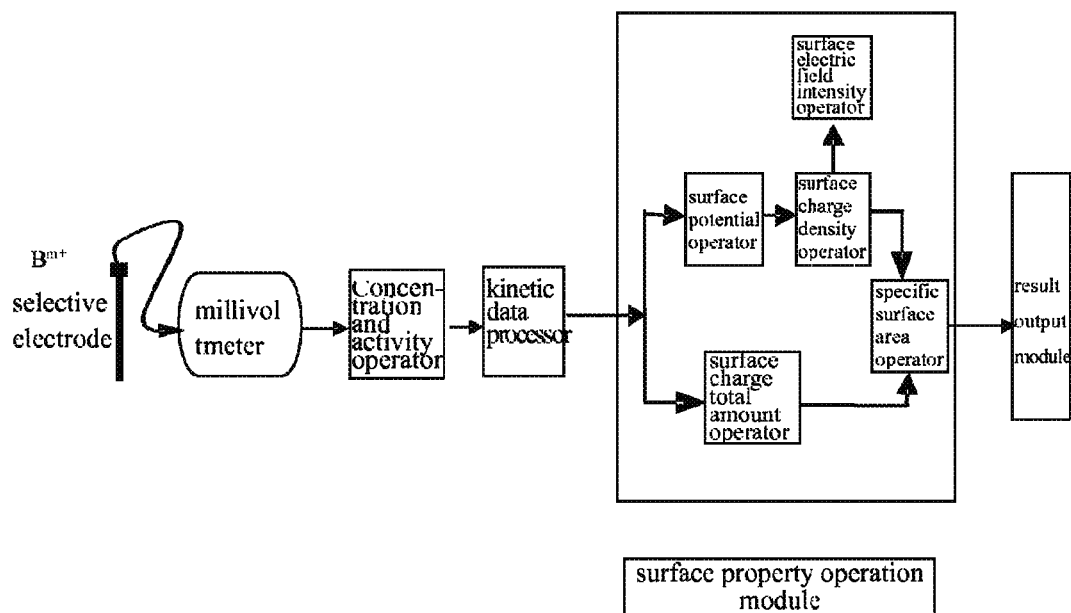 B^m+
selective
electrode
millivol
tmeter
Concen-
tration
and
activity
operator
kinetic
data
processor
surface
electric
field
intensity
operator
surface
potential
operator
surface
charge
density
operator
surface
charge
total
amount
operator
specific
surface
area
operator
result
output
module
surface property operation
module